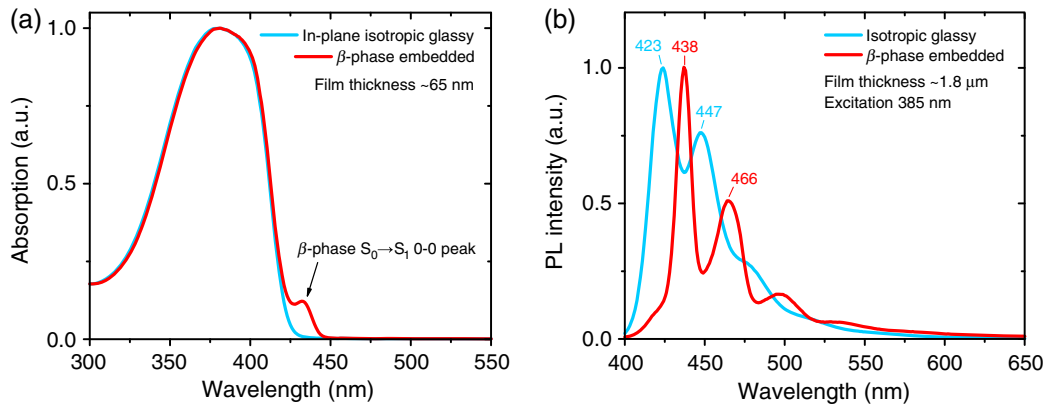 (a)
In-plane isotropic glassy
β-phase embedded
Film thickness ~65 nm
β-phase S₀→S₁ 0-0 peak
Absorption (a.u.)
1.0
0.5
0.0
300 350 400 450 500 550
Wavelength (nm)
(b)
Isotropic glassy
β-phase embedded
Film thickness ~1.8 μm
Excitation 385 nm
423
438
447
466
PL intensity (a.u.)
1.0
0.5
0.0
400 450 500 550 600 650
Wavelength (nm)